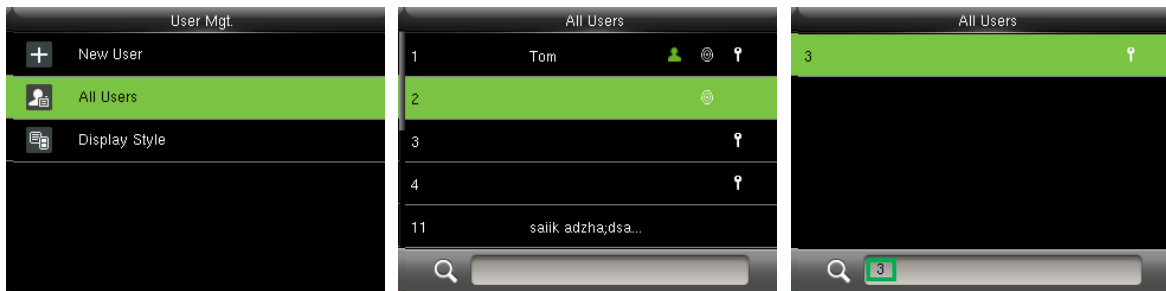 User Mgt.
New User
All Users
Display Style
All Users
1 Tom
2
3
4
11 saiik adzha;dsa...
All Users
3
3